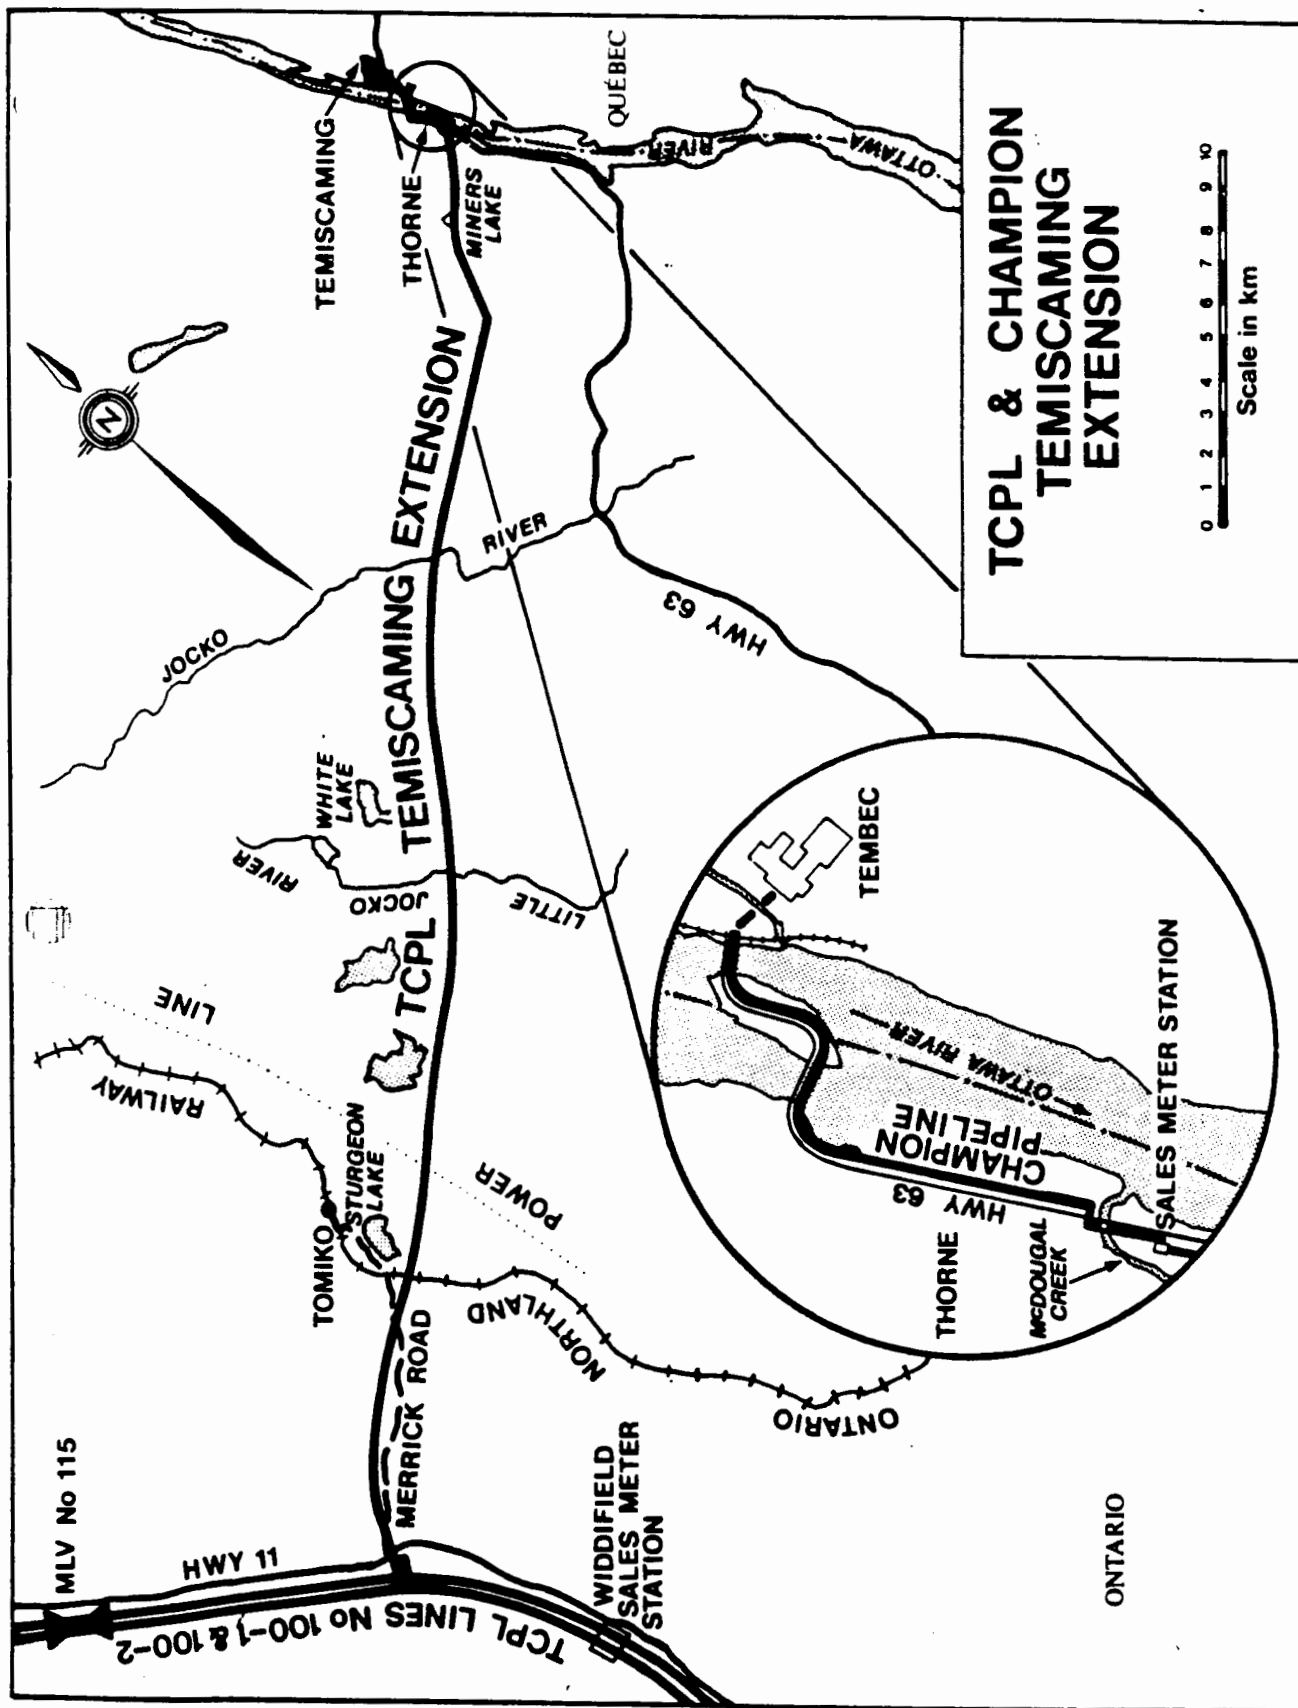 MLV No 115
HWY 11
TCPL LINES No 100-1 & 100-2
WIDDIFIELD
SALES METER
STATION
MERRICK ROAD
TOMIKO
STURGEON
LAKE
ONTARIO
NORTHLAND
RAILWAY
POWER
LINE
LITTLE
JOCKO
RIVER
WHITE
LAKE
JOCKO
RIVER
TCPL TEMISCAMING EXTENSION
N
TEMISCAMING
THORNE
MINERS
LAKE
QUÉBEC
OTTAWA
RIVER
HWY 63
ONTARIO
THORNE
McDOUGAL
CREEK
HWY 63
CHAMPION
PIPELINE
OTTAWA RIVER
SALES METER STATION
TEMBEC
TCPL & CHAMPION
TEMISCAMING
EXTENSION
0 1 2 3 4 5 6 7 8 9 10
Scale in km